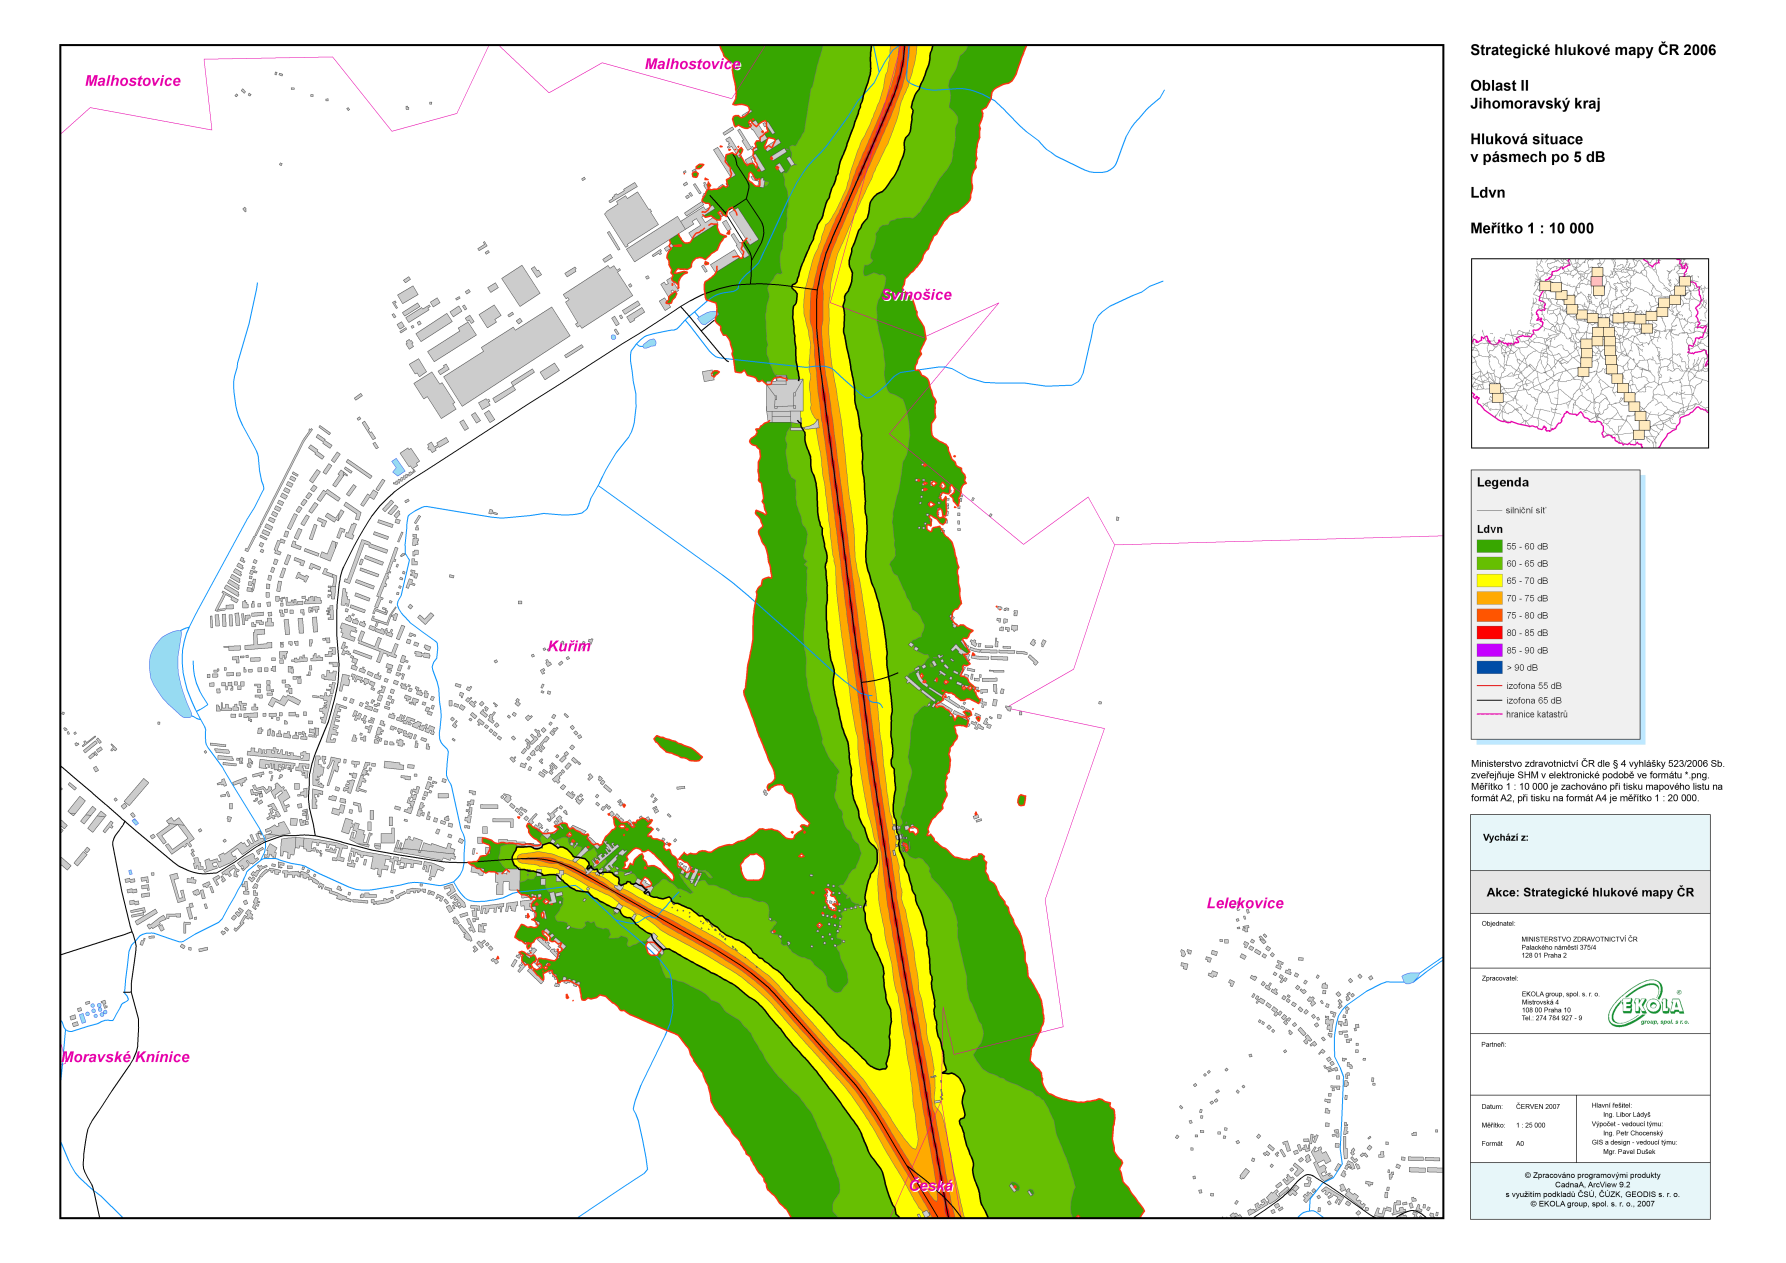 Malhostovice
Malhostovice
Svinošice
Kuřim
Lelekovice
Moravské Knínice
Česká
Strategické hlukové mapy ČR 2006
Oblast II
Jihomoravský kraj
Hluková situace
v pásmech po 5 dB
Ldvn
Meřítko 1 : 10 000
Legenda
silniční síť
Ldvn
55 - 60 dB
60 - 65 dB
65 - 70 dB
70 - 75 dB
75 - 80 dB
80 - 85 dB
85 - 90 dB
> 90 dB
izofona 55 dB
izofona 65 dB
hranice katastrů
Ministerstvo zdravotnictví ČR dle § 4 vyhlášky 523/2006 Sb.
zveřejňuje SHM v elektronické podobě ve formátu *.png.
Měřítko 1 : 10 000 je zachováno při tisku mapového listu na
formát A2, při tisku na formát A4 je měřítko 1 : 20 000.
Vychází z:
Akce: Strategické hlukové mapy ČR
Objednatel:
MINISTERSTVO ZDRAVOTNICTVÍ ČR
Palackého náměstí 375/4
128 01 Praha 2
Zpracovatel:
EKOLA group, spol. s. r. o.
Mistrovská 4
108 00 Praha 10
Tel.: 274 784 927 - 9
EKOLA ®
group, spol. s r. o.
Partneři:
Datum: ČERVEN 2007
Měřítko: 1 : 25 000
Formát A0
Hlavní řešitel:
Ing. Libor Ládyš
Výpočet - vedoucí týmu:
Ing. Petr Chocenský
GIS a design - vedoucí týmu:
Mgr. Pavel Dušek
© Zpracováno programovými produkty
CadnaA, ArcView 9.2
s využitím podkladů ČSÚ, ČÚZK, GEODIS s. r. o.
© EKOLA group, spol. s. r. o., 2007